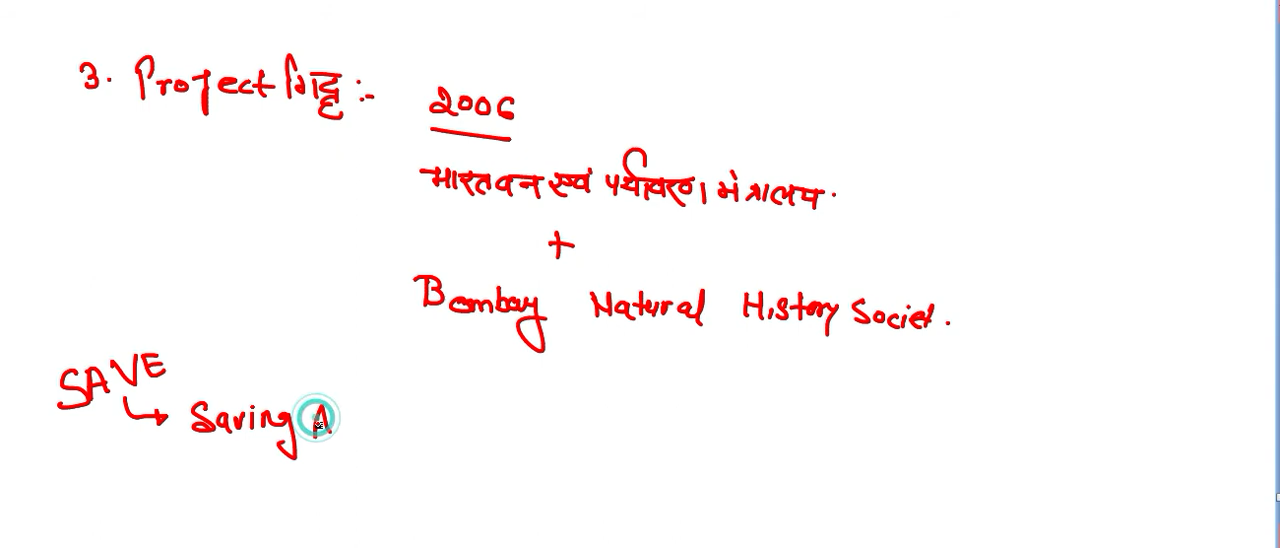 3. Project गिद्द :-
2006
भारत वन एवं पर्यावरण मंत्रालय.
+
Bombay Natural History Societ.
SAVE
↳ Saving A